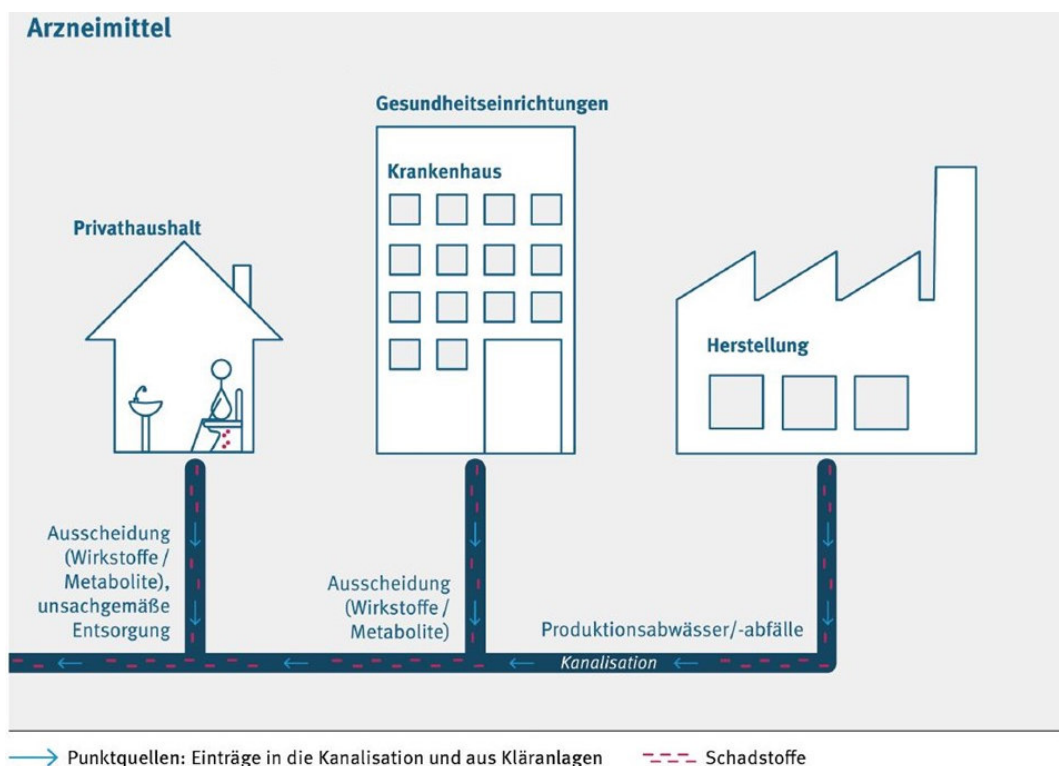 Arzneimittel
Gesundheitseinrichtungen
Krankenhaus
Privathaushalt
Herstellung
Ausscheidung
(Wirkstoffe /
Metabolite),
unsachgemäße
Entsorgung
Ausscheidung
(Wirkstoffe /
Metabolite)
Produktionsabwässer/-abfälle
Kanalisation
Punktquellen: Einträge in die Kanalisation und aus Kläranlagen
Schadstoffe